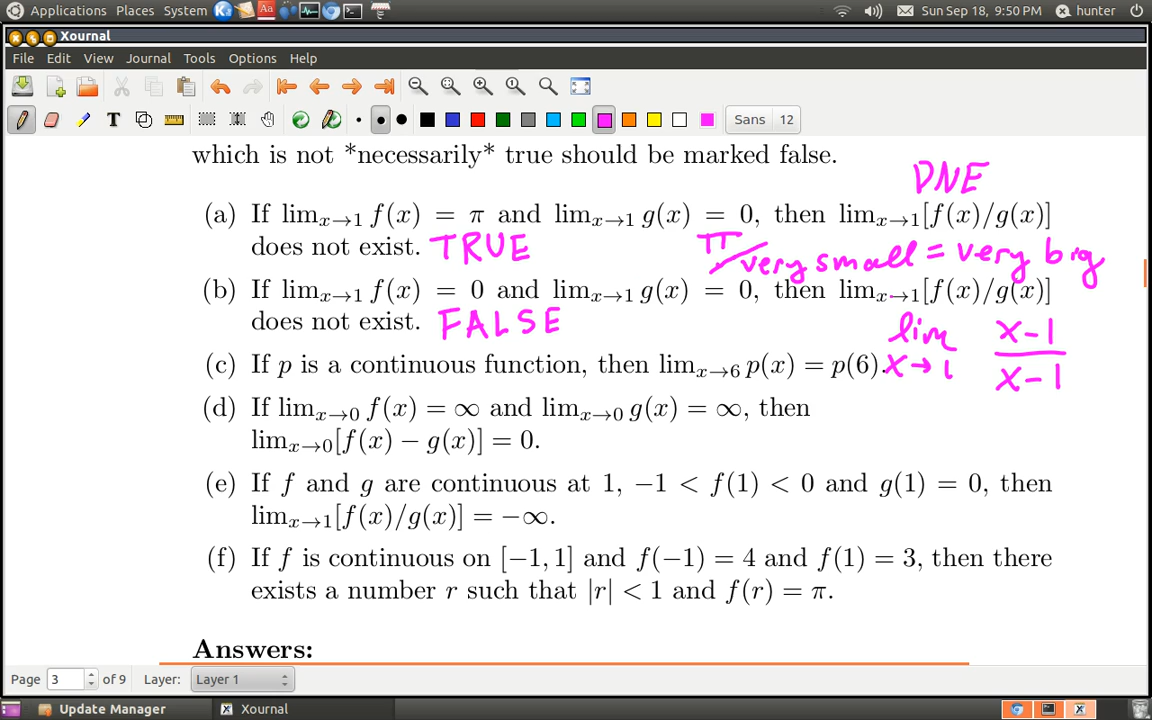 Applications Places System Aa Sun Sep 18, 9:50 PM hunter
Xournal
File Edit View Journal Tools Options Help
T Sans 12
which is not *necessarily* true should be marked false.
DNE
(a) If lim_{x→1} f(x) = π and lim_{x→1} g(x) = 0, then lim_{x→1}[f(x)/g(x)]
does not exist. TRUE
π/very small = very big
(b) If lim_{x→1} f(x) = 0 and lim_{x→1} g(x) = 0, then lim_{x→1}[f(x)/g(x)]
does not exist. FALSE
lim x→1 (x-1)/(x-1)
(c) If p is a continuous function, then lim_{x→6} p(x) = p(6).
(d) If lim_{x→0} f(x) = ∞ and lim_{x→0} g(x) = ∞, then
lim_{x→0}[f(x) − g(x)] = 0.
(e) If f and g are continuous at 1, −1 < f(1) < 0 and g(1) = 0, then
lim_{x→1}[f(x)/g(x)] = −∞.
(f) If f is continuous on [−1, 1] and f(−1) = 4 and f(1) = 3, then there
exists a number r such that |r| < 1 and f(r) = π.
Answers:
Page 3 of 9 Layer: Layer 1
Update Manager Xournal